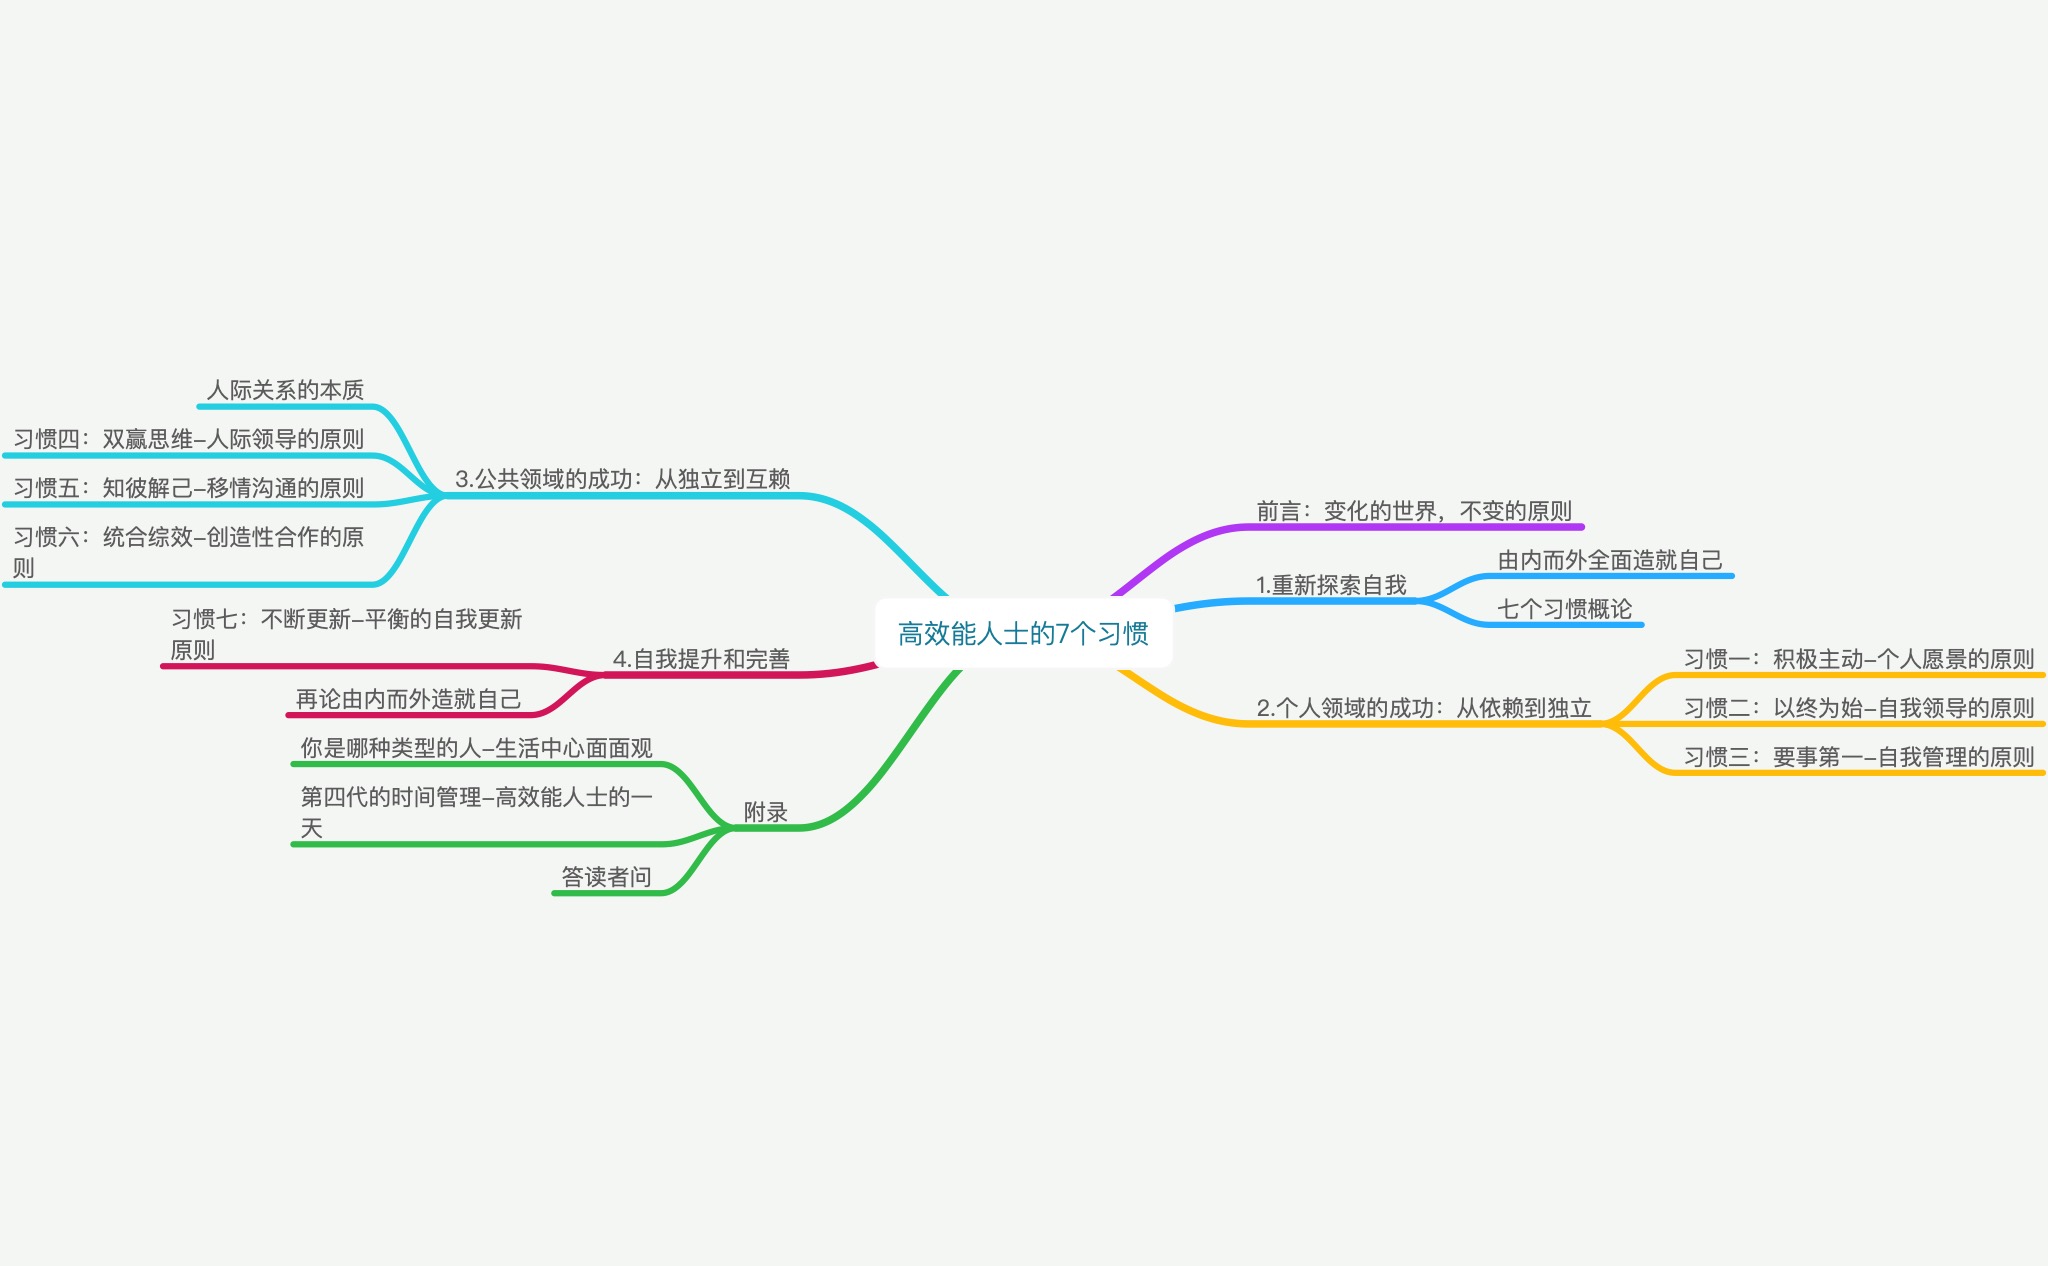 高效能人士的7个习惯
前言：变化的世界，不变的原则
1.重新探索自我
由内而外全面造就自己
七个习惯概论
2.个人领域的成功：从依赖到独立
习惯一：积极主动–个人愿景的原则
习惯二：以终为始–自我领导的原则
习惯三：要事第一–自我管理的原则
3.公共领域的成功：从独立到互赖
人际关系的本质
习惯四：双赢思维–人际领导的原则
习惯五：知彼解己–移情沟通的原则
习惯六：统合综效–创造性合作的原
则
4.自我提升和完善
习惯七：不断更新–平衡的自我更新
原则
再论由内而外造就自己
附录
你是哪种类型的人–生活中心面面观
第四代的时间管理–高效能人士的一
天
答读者问